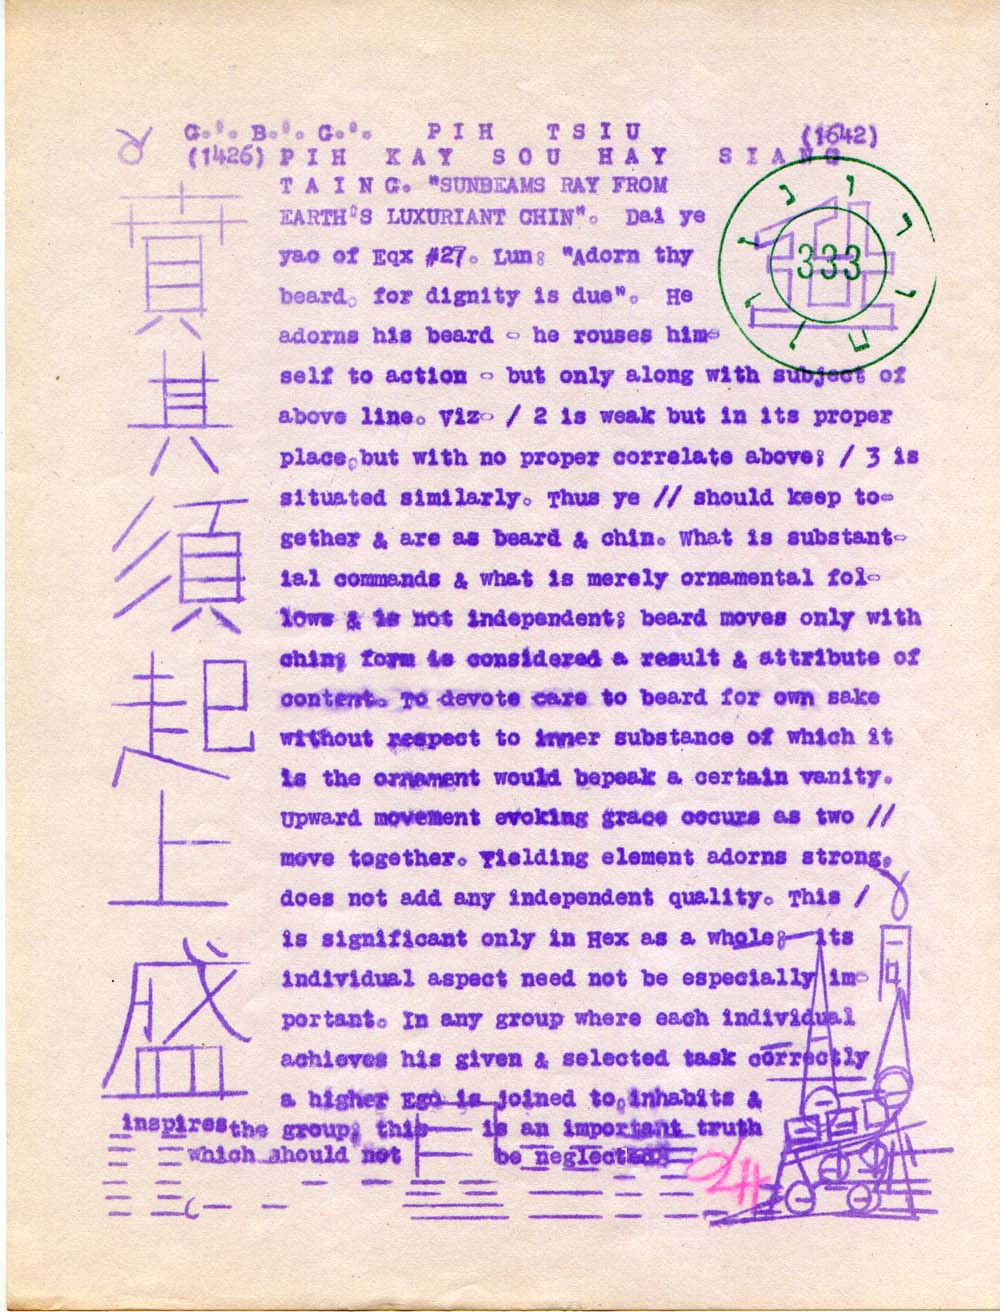 G∴ B∴ G∴ PIH TSIU (1642)
(1426) PIH KAY SOU HAY SIANG
TAING. "SUNBEAMS RAY FROM
EARTH'S LUXURIANT CHIN". Dai ye
yao of Eqx #27. Lun: "Adorn thy
beard, for dignity is due". He
adorns his beard - he rouses him-
self to action - but only along with subject of
above line. Viz- / 2 is weak but in its proper
place, but with no proper correlate above; / 3 is
situated similarly. Thus ye // should keep to-
gether & are as beard & chin. What is substant-
ial commands & what is merely ornamental fol-
lows & is not independent; beard moves only with
chin; form is considered a result & attribute of
content. To devote care to beard for own sake
without respect to inner substance of which it
is the ornament would bepeak a certain vanity.
Upward movement evoking grace occurs as two //
move together. Yielding element adorns strong,
does not add any independent quality. This /
is significant only in Hex as a whole; its
individual aspect need not be especially im-
portant. In any group where each individual
achieves his given & selected task correctly
a higher Ego is joined to, inhabits &
inspires the group; this is an important truth
which should not be neglected.
賁其須起上盛
333